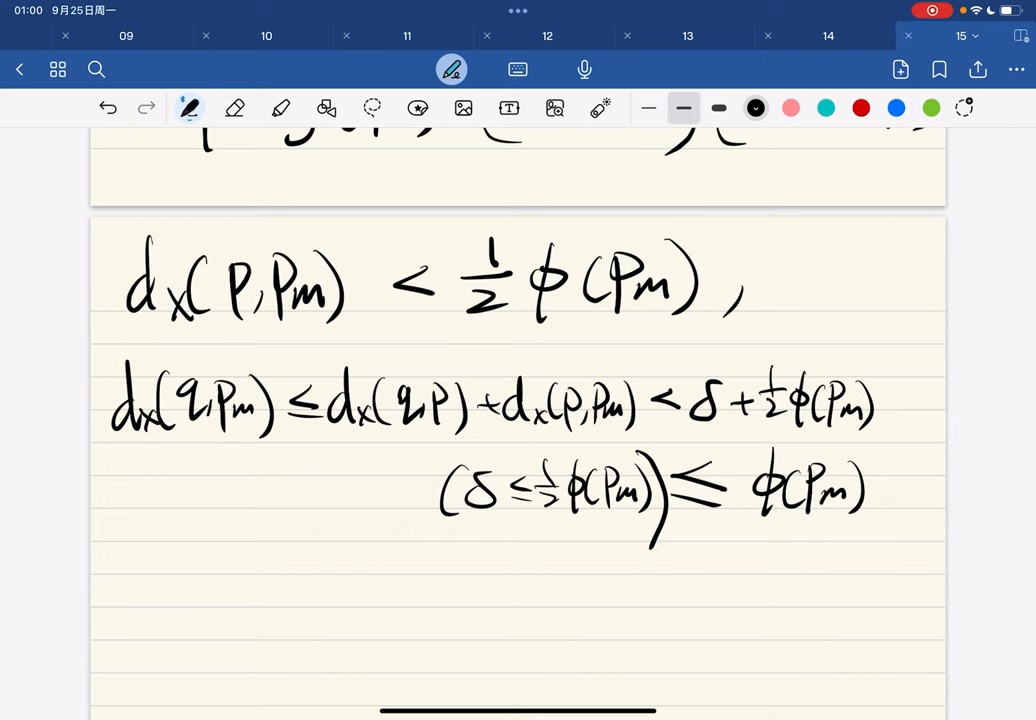 01:00 9月25日周一
09 10 11 12 13 14 15
d_X(p,p_m) < 1/2 φ(p_m) ,
d_X(q,p_m) ≤ d_X(q,p) + d_X(p,p_m) < δ + 1/2 φ(p_m)
(δ ≤ 1/2 φ(p_m)) ≤ φ(p_m)